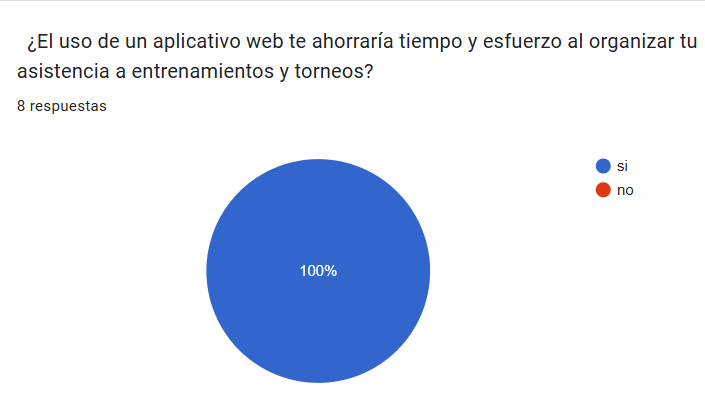 ¿El uso de un aplicativo web te ahorraría tiempo y esfuerzo al organizar tu
asistencia a entrenamientos y torneos?
8 respuestas
si
no
100%